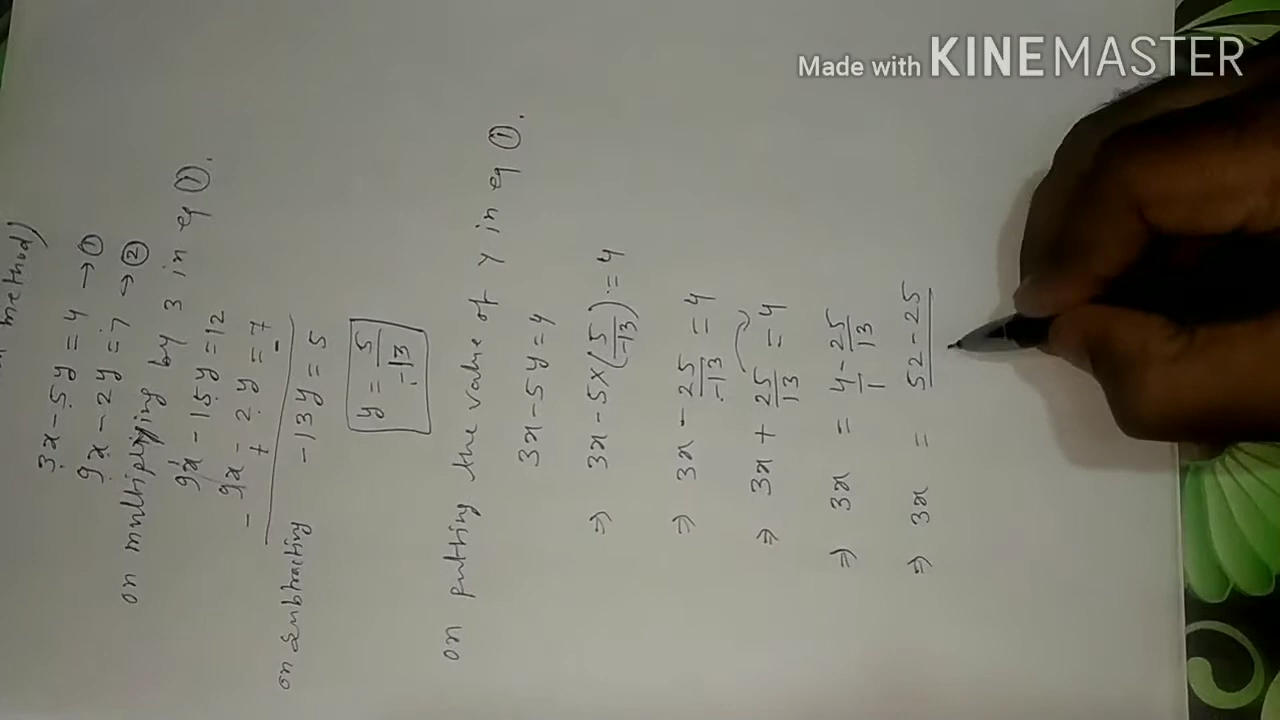 Made with KINEMASTER
method)
3x - 5y = 4 → ①
9x - 2y = 7 → ②
on multiplying by 3 in eq ①.
9x - 15y = 12
- 9x - 2y = 7
+ -
on subtracting - 13y = 5
y = 5/-13
on putting the value of y in eq ①.
3x - 5y = 4
⇒ 3x - 5×(5/-13) = 4
⇒ 3x - 25/-13 = 4
⇒ 3x + 25/13 = 4
⇒ 3x = 4/1 - 25/13
⇒ 3x = 52 - 25